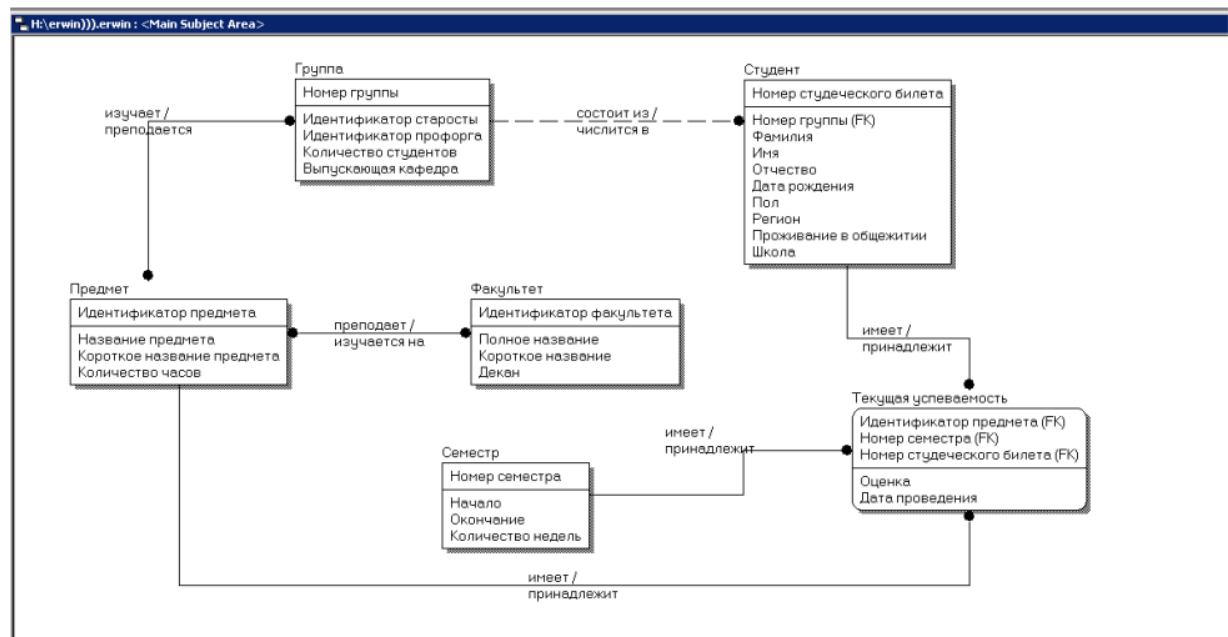 H:\erwin))).erwin : <Main Subject Area>
Группа
Номер группы
Идентификатор старосты
Идентификатор профорга
Количество студентов
Выпускающая кафедра
изучает /
преподается
состоит из /
числится в
Студент
Номер студеческого билета
Номер группы (FK)
Фамилия
Имя
Отчество
Дата рождения
Пол
Регион
Проживание в общежитии
Школа
Предмет
Идентификатор предмета
Название предмета
Короткое название предмета
Количество часов
преподает /
изучается на
Факультет
Идентификатор факультета
Полное название
Короткое название
Декан
имеет /
принадлежит
Текущая успеваемость
Идентификатор предмета (FK)
Номер семестра (FK)
Номер студеческого билета (FK)
Оценка
Дата проведения
имеет /
принадлежит
Семестр
Номер семестра
Начало
Окончание
Количество недель
имеет /
принадлежит